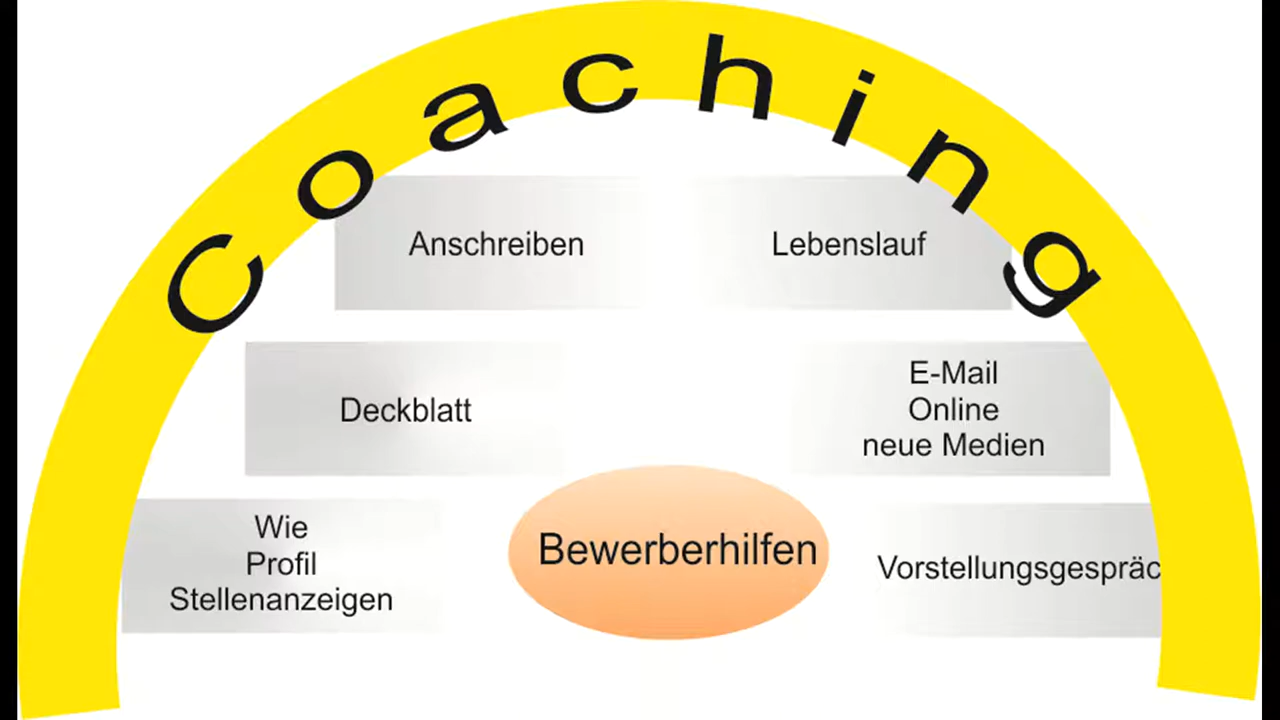 Coaching
Anschreiben
Lebenslauf
Deckblatt
E-Mail
Online
neue Medien
Wie
Profil
Stellenanzeigen
Bewerberhilfen
Vorstellungsgespräc